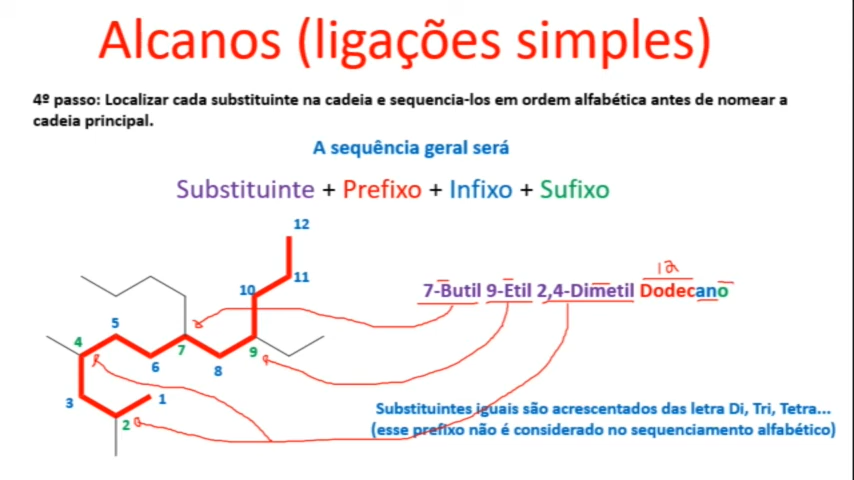 Alcanos (ligações simples)
4º passo: Localizar cada substituinte na cadeia e sequencia-los em ordem alfabética antes de nomear a
cadeia principal.
A sequência geral será
Substituinte + Prefixo + Infixo + Sufixo
12
11
10
12
7-Butil 9-Etil 2,4-Dimetil Dodecano
5
4
7
9
6
8
3
1
2
Substituintes iguais são acrescentados das letra Di, Tri, Tetra...
(esse prefixo não é considerado no sequenciamento alfabético)